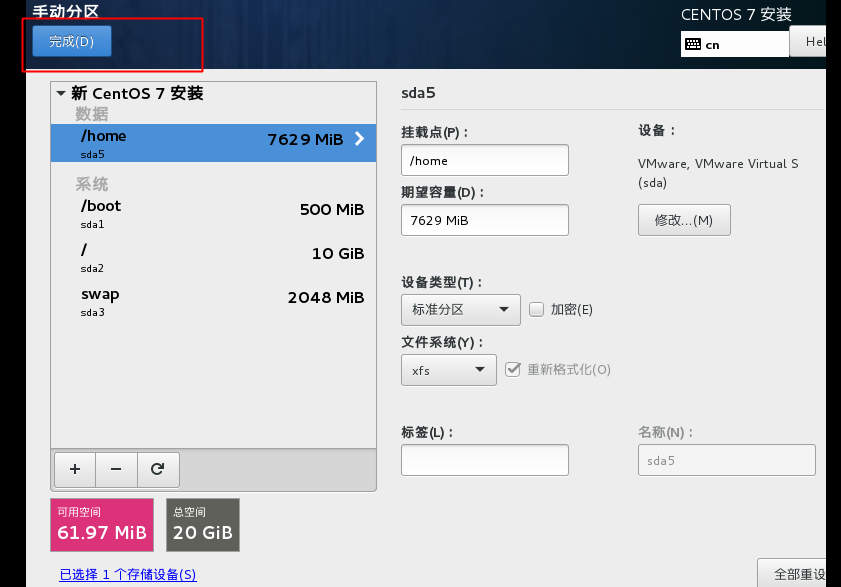 手动分区
CENTOS 7 安装
完成(D)
cn
Hel
新 CentOS 7 安装
数据
/home
7629 MiB
sda5
系统
/boot
500 MiB
sda1
/
10 GiB
sda2
swap
2048 MiB
sda3
sda5
挂载点(P)：
/home
期望容量(D)：
7629 MiB
设备：
VMware, VMware Virtual S
(sda)
修改...(M)
设备类型(T)：
标准分区
加密(E)
文件系统(Y)：
xfs
重新格式化(O)
标签(L)：
名称(N)：
sda5
可用空间
61.97 MiB
总空间
20 GiB
已选择 1 个存储设备(S)
全部重设